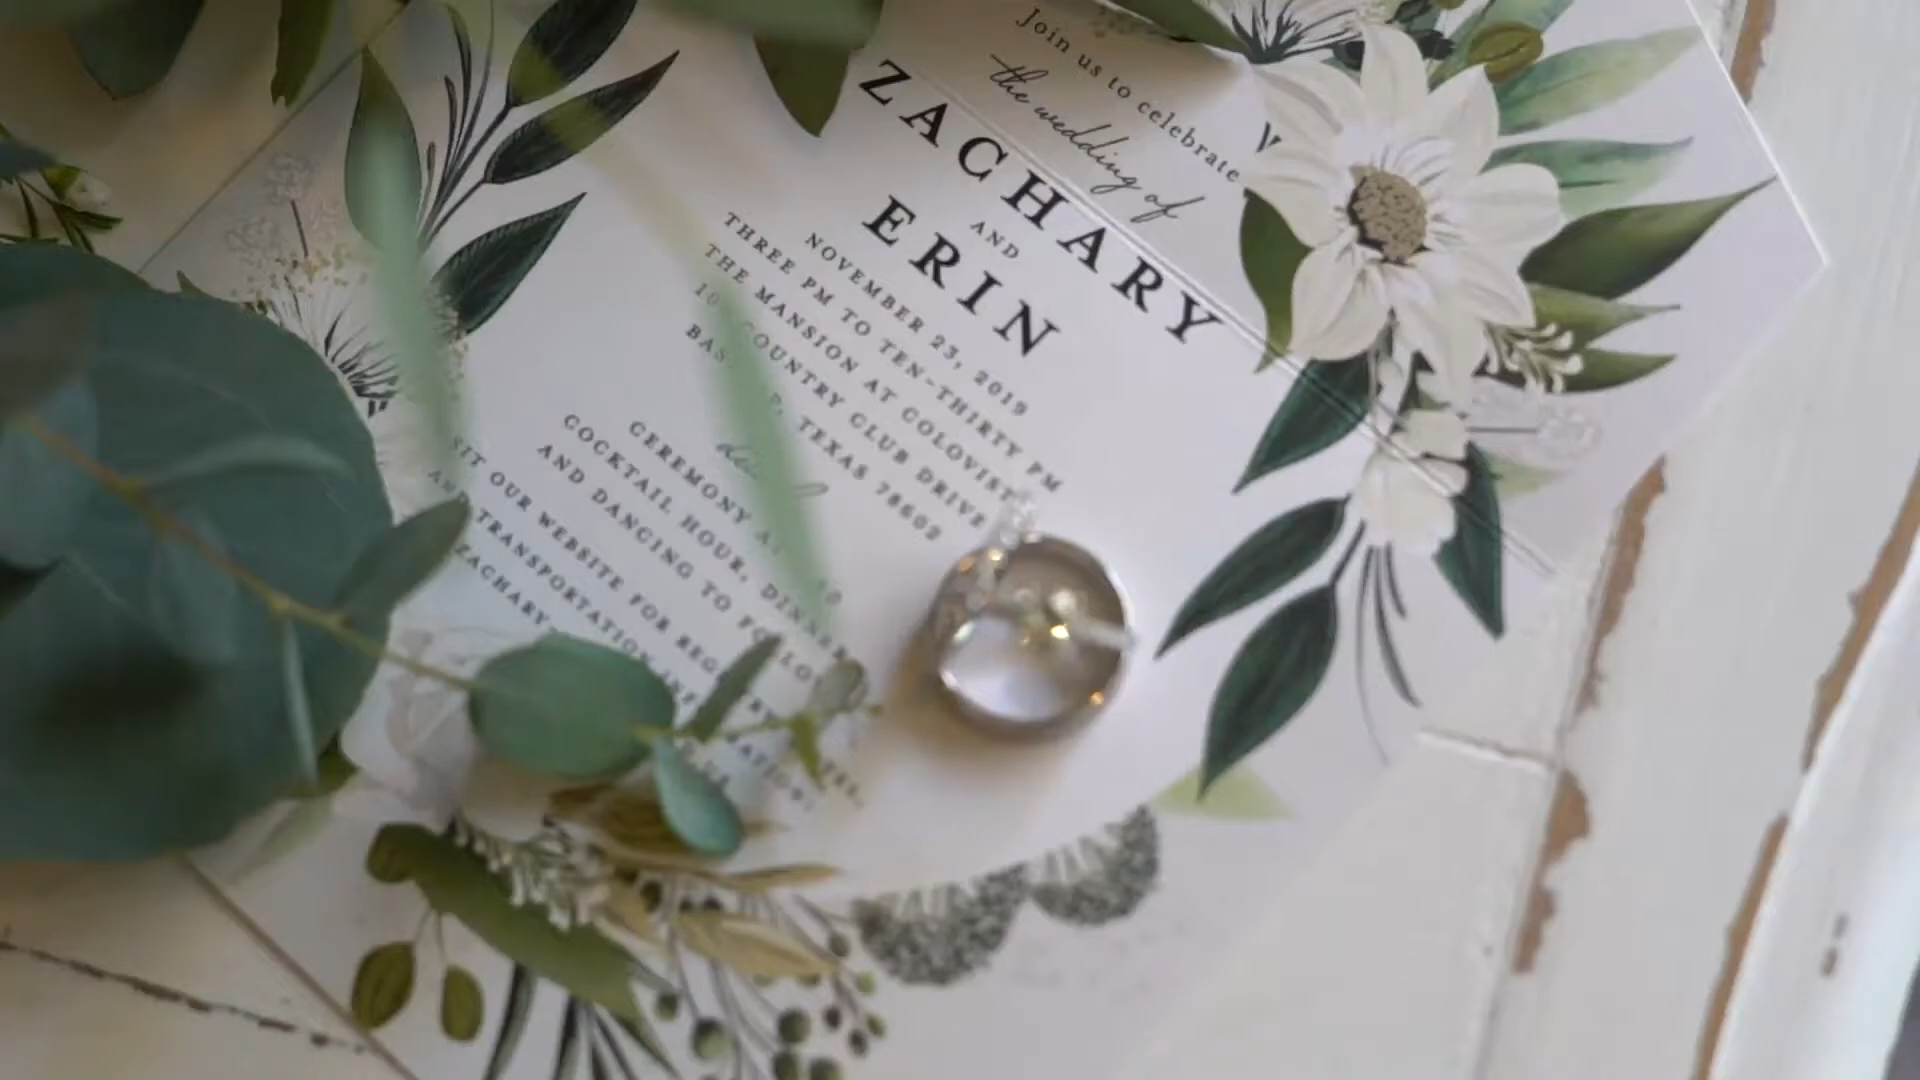 Join us to celebrate
the wedding of
ZACHARY
AND
ERIN
NOVEMBER 23, 2019
THREE PM TO TEN-THIRTY PM
THE MANSION AT COLOVISTA
COUNTRY CLUB DRIVE
TEXAS 78602
CEREMONY
COCKTAIL HOUR, DINNER
AND DANCING TO FOLLOW
OUR WEBSITE FOR
TRANSPORTATION
ZACHARY